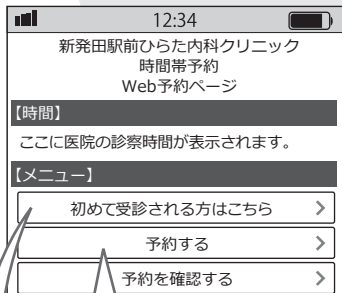 12:34
新発田駅前ひらた内科クリニック
時間帯予約
Web予約ページ
【時間】
ここに医院の診察時間が表示されます。
【メニュー】
初めて受診される方はこちら
予約する
予約を確認する